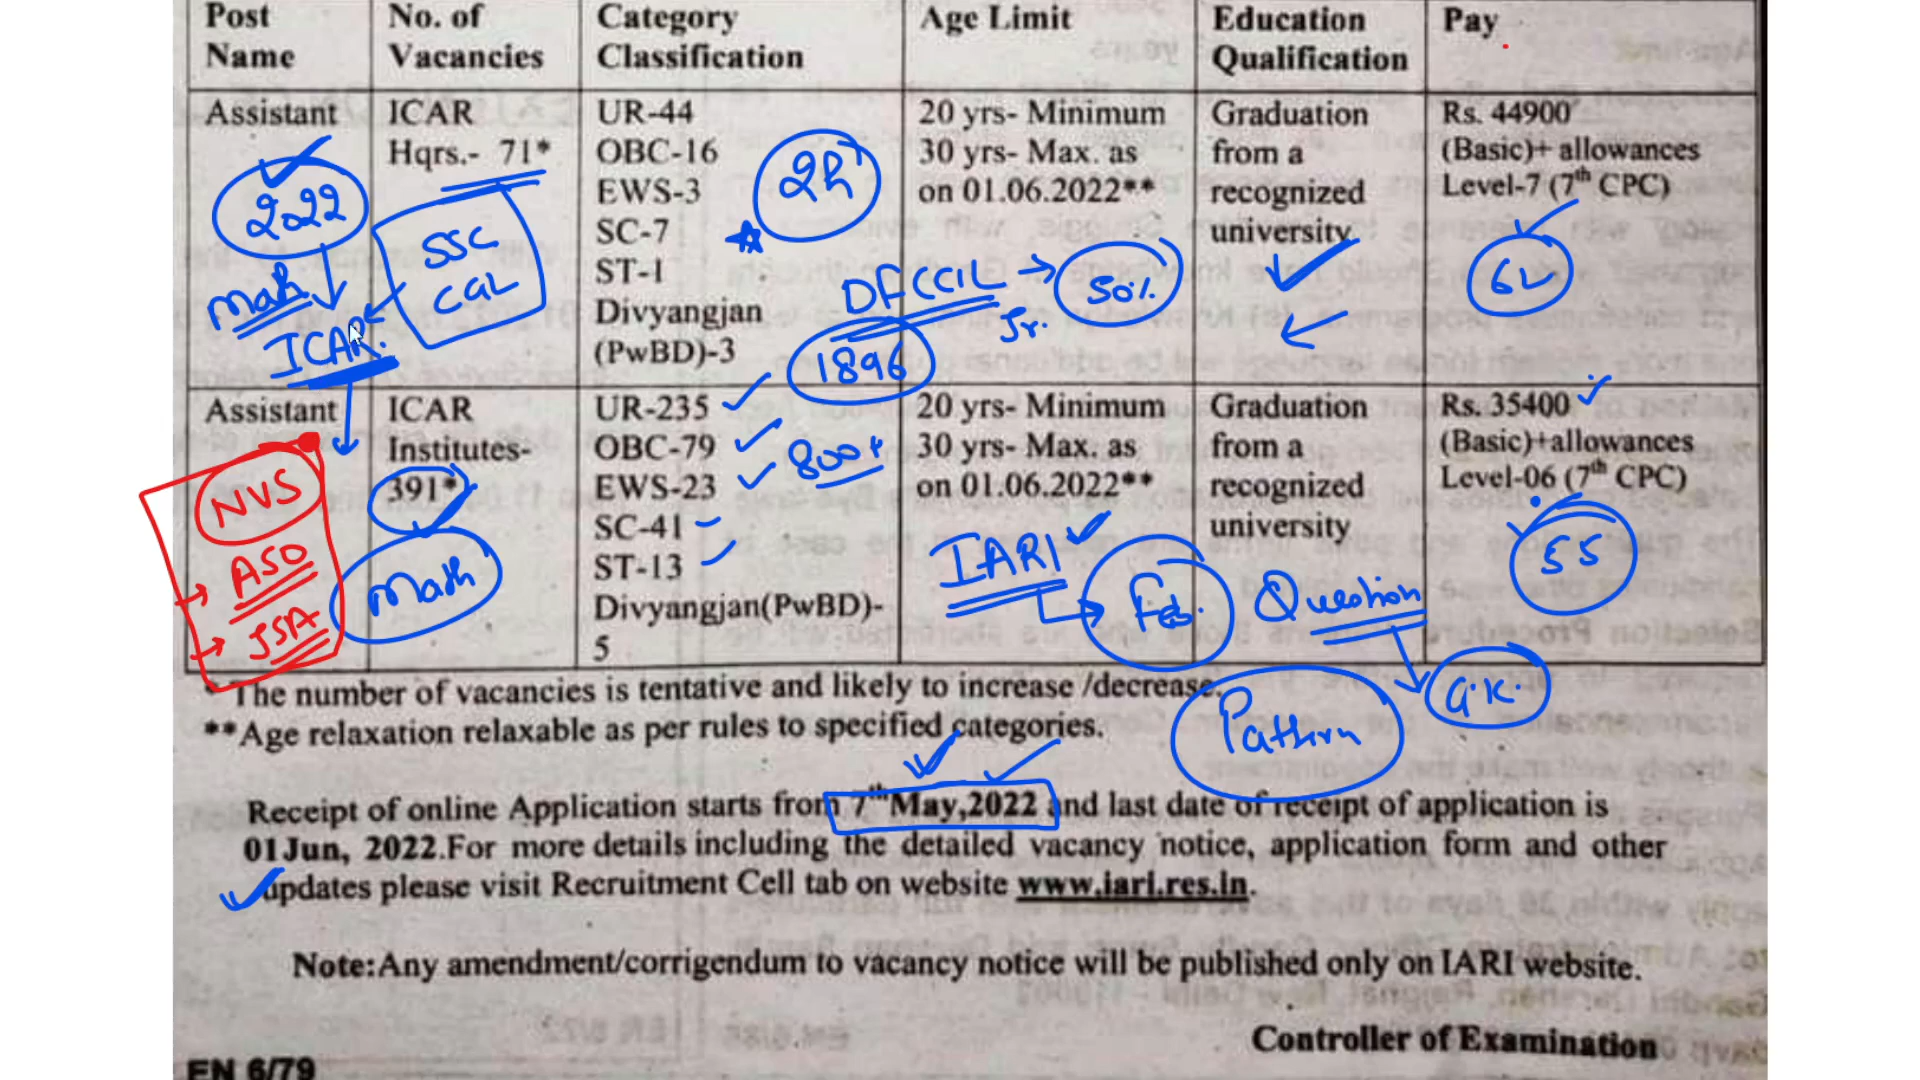 Post Name
No. of Vacancies
Category Classification
Age Limit
Education Qualification
Pay
Assistant
ICAR
Hqrs.- 71*
UR-44
OBC-16
EWS-3
SC-7
ST-1
Divyangjan
(PwBD)-3
20 yrs- Minimum
30 yrs- Max. as
on 01.06.2022**
Graduation
from a
recognized
university
Rs. 44900
(Basic)+ allowances
Level-7 (7th CPC)
2022
Math
ICAR.
SSC
CGL
DFCCIL
Jr.
50%
1896
Assistant
ICAR
Institutes-
391*
UR-235
OBC-79
EWS-23
SC-41
ST-13
Divyangjan(PwBD)-
5
20 yrs- Minimum
30 yrs- Max. as
on 01.06.2022**
Graduation
from a
recognized
university
Rs. 35400
(Basic)+allowances
Level-06 (7th CPC)
NVS
ASO
JSA
Math
800+
IARI
Feb.
Question
G.K.
55
* The number of vacancies is tentative and likely to increase /decrease.
**Age relaxation relaxable as per rules to specified categories.
Receipt of online Application starts from 7th May,2022 and last date of receipt of application is
01Jun, 2022.For more details including the detailed vacancy notice, application form and other
updates please visit Recruitment Cell tab on website www.iari.res.in.
Note:Any amendment/corrigendum to vacancy notice will be published only on IARI website.
Controller of Examination
EN 6/79